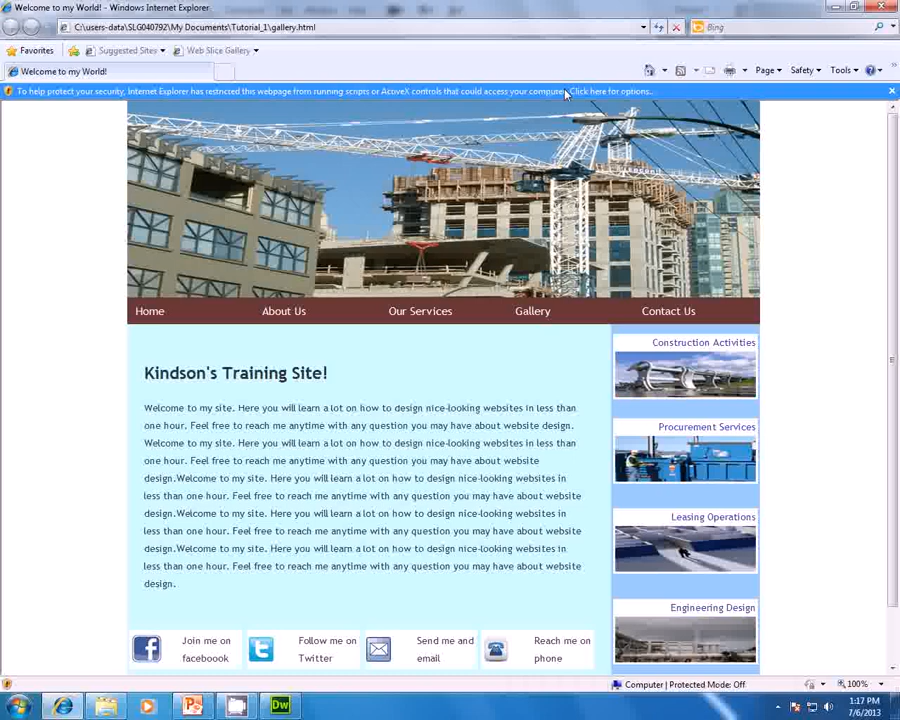 Welcome to my World! - Windows Internet Explorer
C:\users-data\SLG040792\My Documents\Tutorial_1\gallery.html
Bing
Favorites
Suggested Sites
Web Slice Gallery
Welcome to my World!
Page
Safety
Tools
To help protect your security, Internet Explorer has restricted this webpage from running scripts or ActiveX controls that could access your computer. Click here for options...
Home
About Us
Our Services
Gallery
Contact Us
Kindson's Training Site!
Welcome to my site. Here you will learn a lot on how to design nice-looking websites in less than
one hour. Feel free to reach me anytime with any question you may have about website design.
Welcome to my site. Here you will learn a lot on how to design nice-looking websites in less than
one hour. Feel free to reach me anytime with any question you may have about website
design.Welcome to my site. Here you will learn a lot on how to design nice-looking websites in
less than one hour. Feel free to reach me anytime with any question you may have about website
design.Welcome to my site. Here you will learn a lot on how to design nice-looking websites in
less than one hour. Feel free to reach me anytime with any question you may have about website
design.Welcome to my site. Here you will learn a lot on how to design nice-looking websites in
less than one hour. Feel free to reach me anytime with any question you may have about website
design.
Construction Activities
Procurement Services
Leasing Operations
Engineering Design
Join me on
faceboook
Follow me on
Twitter
Send me and
email
Reach me on
phone
Computer | Protected Mode: Off
100%
Dw
1:17 PM
7/6/2013